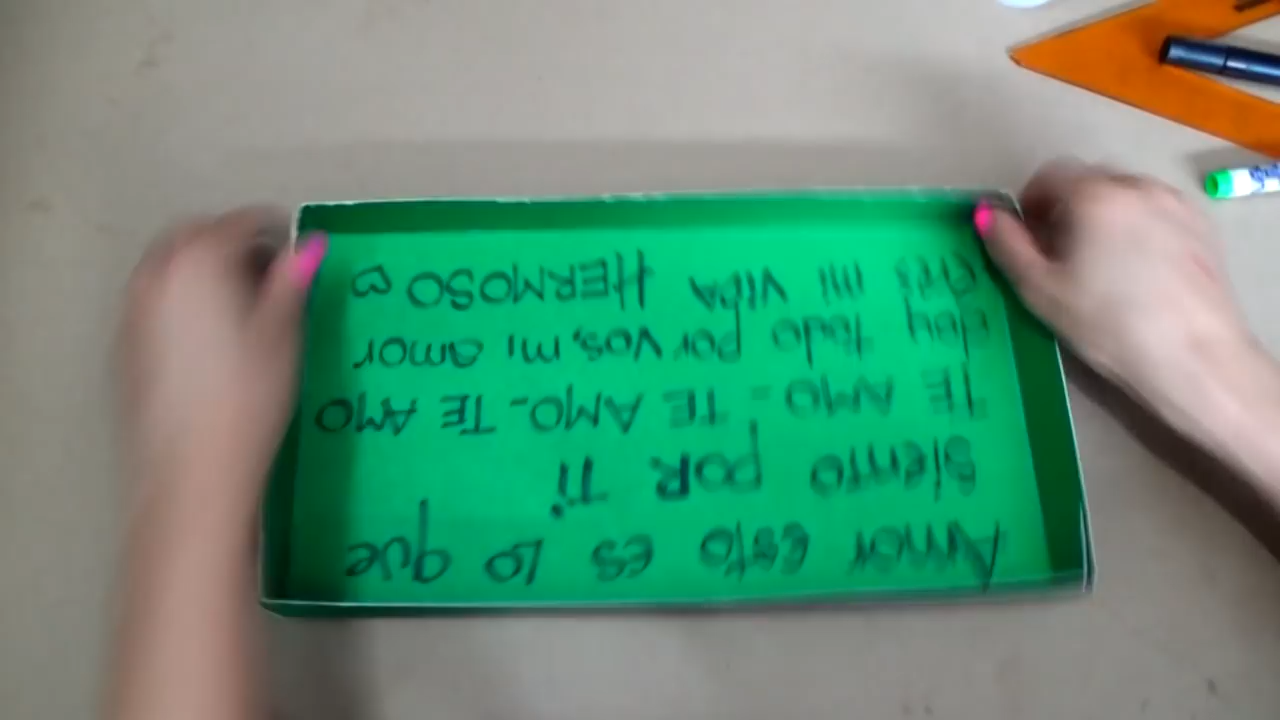 Amor esto es Lo que
siento POR Ti
TE AMO - TE AMO - TE AMO
doy todo por vos, mi amor
Eres mi VIDA HERMOSO ♡